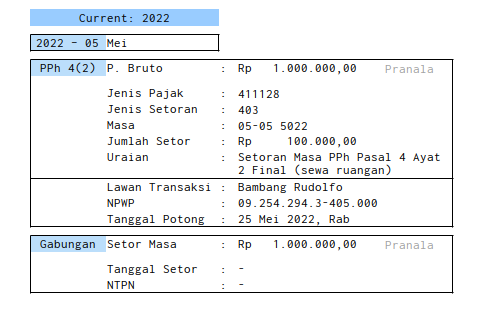 Current: 2022
2022 – 05 Mei
PPh 4(2) P. Bruto : Rp 1.000.000,00 Pranala
Jenis Pajak : 411128
Jenis Setoran : 403
Masa : 05-05 5022
Jumlah Setor : Rp 100.000,00
Uraian : Setoran Masa PPh Pasal 4 Ayat
2 Final (sewa ruangan)
Lawan Transaksi : Bambang Rudolfo
NPWP : 09.254.294.3-405.000
Tanggal Potong : 25 Mei 2022, Rab
Gabungan Setor Masa : Rp 1.000.000,00 Pranala
Tanggal Setor : -
NTPN : -